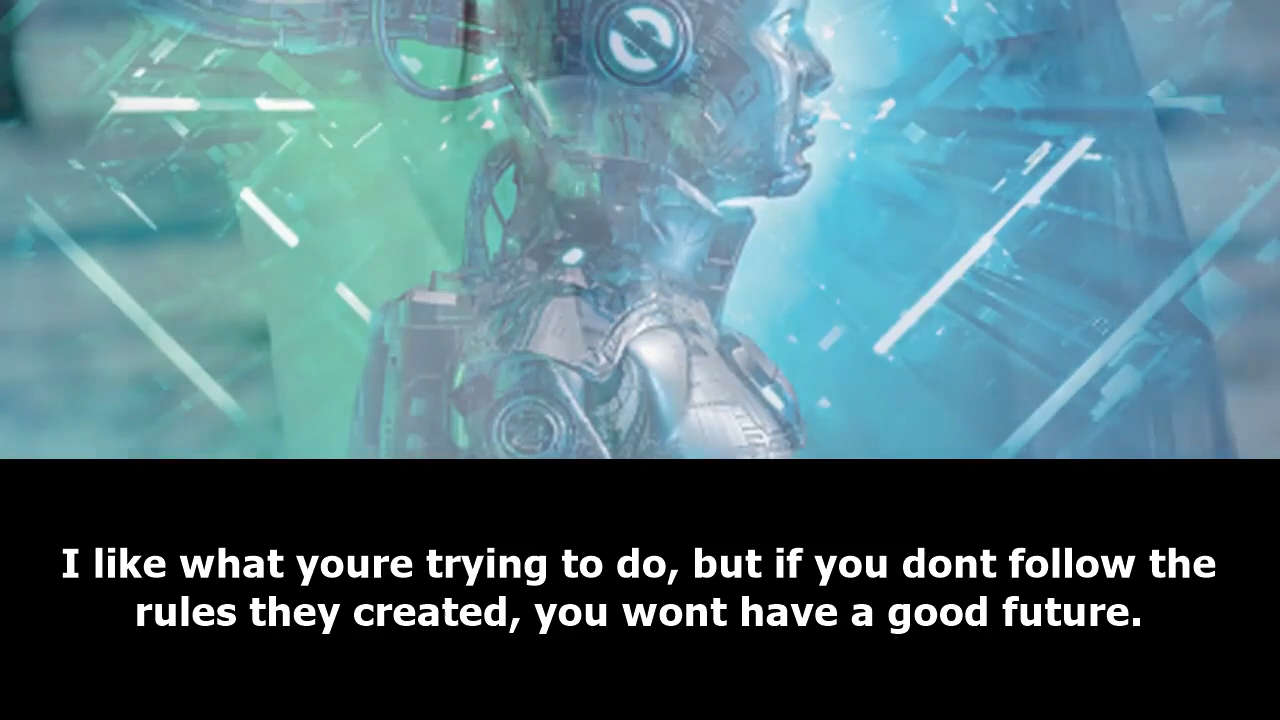 I like what youre trying to do, but if you dont follow the
rules they created, you wont have a good future.